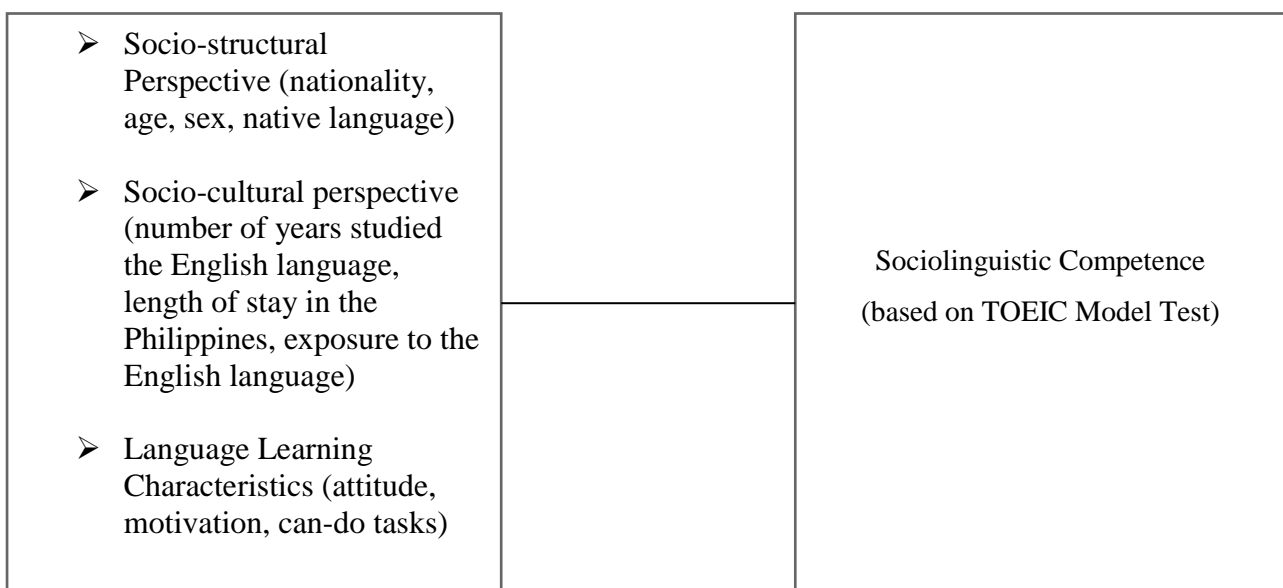 ➢ Socio-structural
Perspective (nationality,
age, sex, native language)
➢ Socio-cultural perspective
(number of years studied
the English language,
length of stay in the
Philippines, exposure to the
English language)
➢ Language Learning
Characteristics (attitude,
motivation, can-do tasks)
Sociolinguistic Competence
(based on TOEIC Model Test)